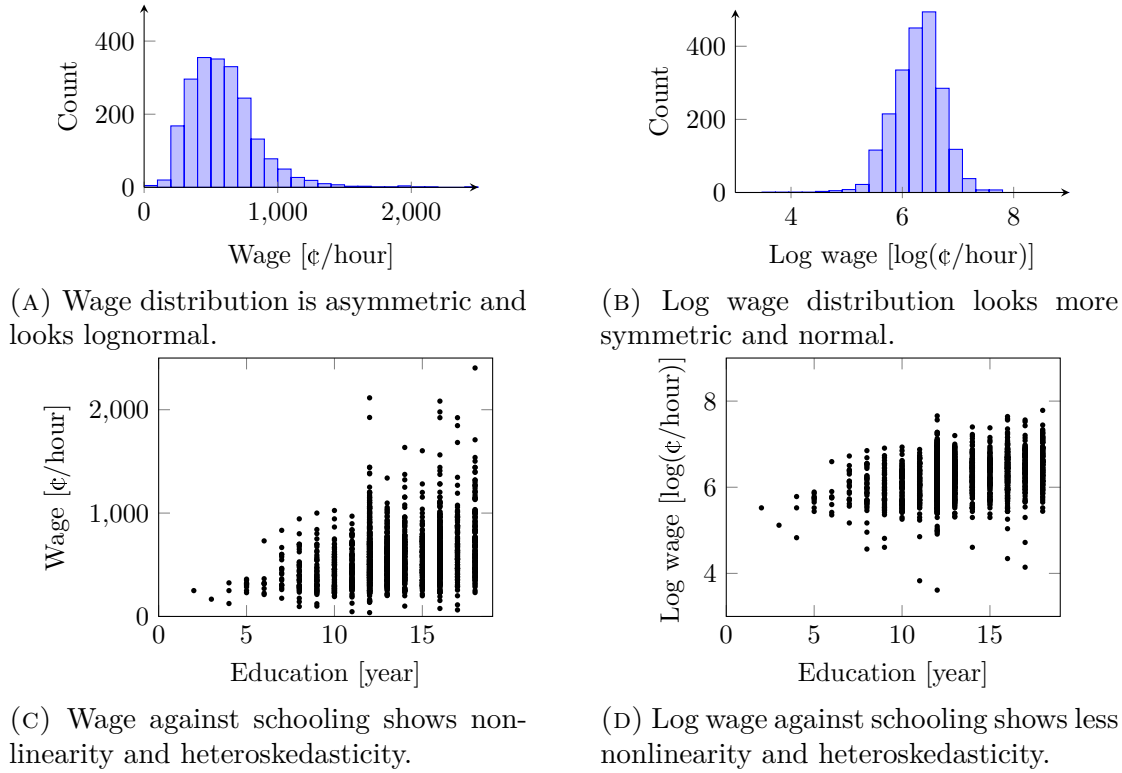 400
200
0
Count
0
1,000
2,000
Wage [¢/hour]
400
200
0
Count
4
6
8
Log wage [log(¢/hour)]
(A) Wage distribution is asymmetric and
looks lognormal.
(B) Log wage distribution looks more
symmetric and normal.
2,000
1,000
0
Wage [¢/hour]
0
5
10
15
Education [year]
8
6
4
Log wage [log(¢/hour)]
0
5
10
15
Education [year]
(C) Wage against schooling shows non-
linearity and heteroskedasticity.
(D) Log wage against schooling shows less
nonlinearity and heteroskedasticity.